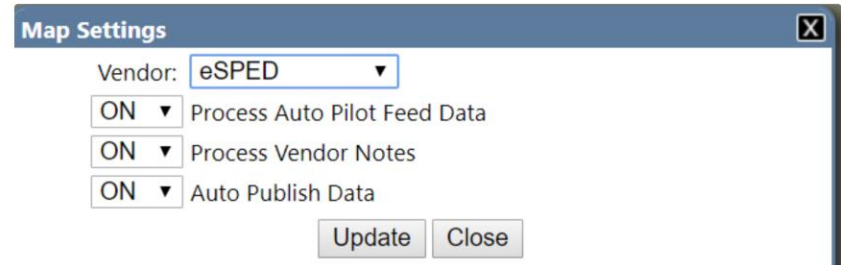 Map Settings X
Vendor: eSPED
ON Process Auto Pilot Feed Data
ON Process Vendor Notes
ON Auto Publish Data
Update Close